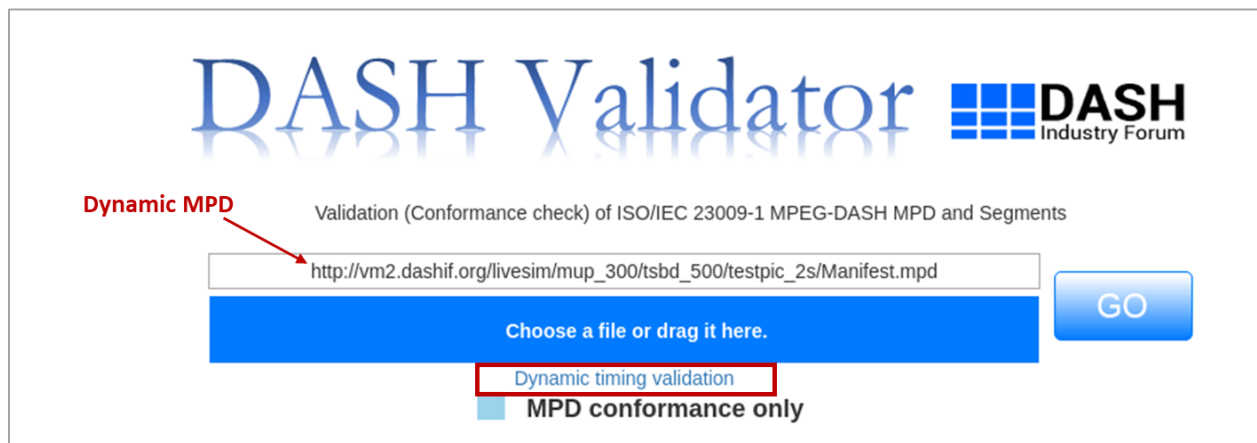 DASH Validator
DASH
Industry Forum
Dynamic MPD
Validation (Conformance check) of ISO/IEC 23009-1 MPEG-DASH MPD and Segments
http://vm2.dashif.org/livesim/mup_300/tsbd_500/testpic_2s/Manifest.mpd
GO
Choose a file or drag it here.
Dynamic timing validation
MPD conformance only